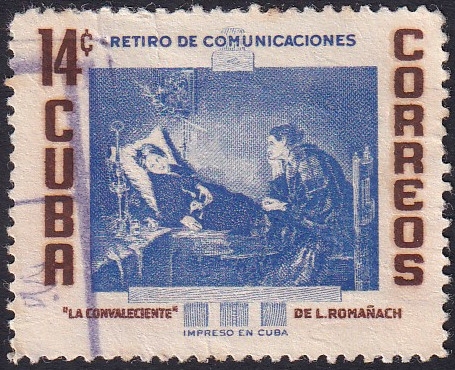 14¢
RETIRO DE COMUNICACIONES
CUBA
CORREOS
"LA CONVALECIENTE" DE L. ROMAÑACH
IMPRESO EN CUBA